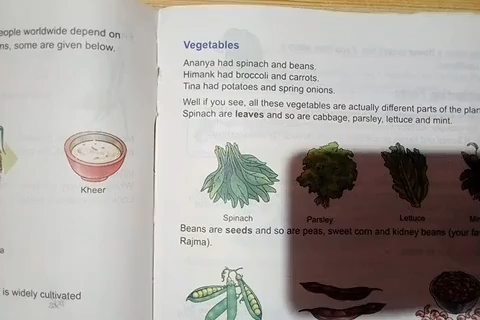 eople worldwide depend on
ns, some are given below.
Kheer
a
is widely cultivated
Vegetables
Ananya had spinach and beans.
Himank had broccoli and carrots.
Tina had potatoes and spring onions.
Well if you see, all these vegetables are actually different parts of the plan
Spinach are leaves and so are cabbage, parsley, lettuce and mint.
Spinach
Parsley
Lettuce
Beans are seeds and so are peas, sweet corn and kidney beans (your fa
Rajma).